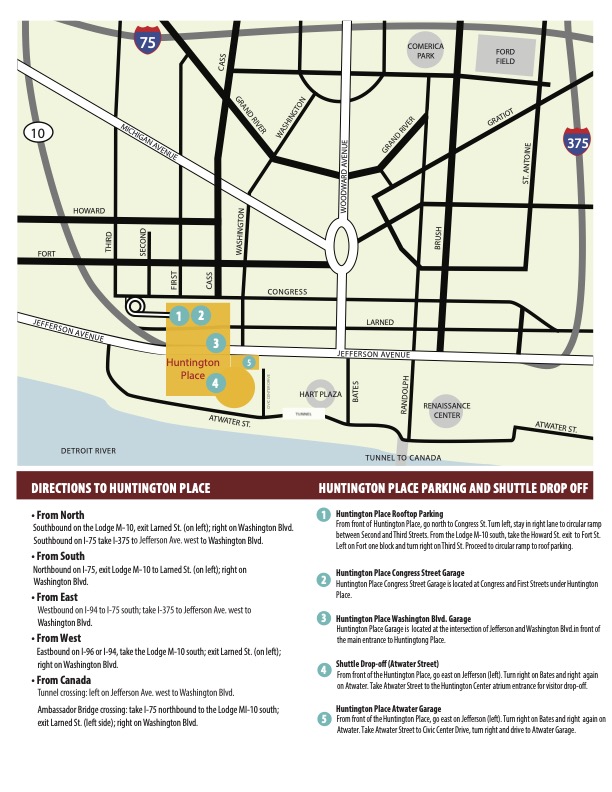 75
CASS
COMERICA
PARK
FORD
FIELD
GRAND RIVER
WASHINGTON
GRAND RIVER
GRATIOT
10
MICHIGAN AVENUE
WOODWARD AVENUE
ST. ANTOINE
375
HOWARD
THIRD
SECOND
WASHINGTON
BRUSH
FORT
FIRST
CASS
CONGRESS
LARNED
1
2
3
JEFFERSON AVENUE
JEFFERSON AVENUE
Huntington
Place
5
4
CIVIC CENTER DRIVE
HART PLAZA
BATES
RANDOLPH
RENAISSANCE
CENTER
TUNNEL
ATWATER ST.
ATWATER ST.
DETROIT RIVER
TUNNEL TO CANADA
DIRECTIONS TO HUNTINGTON PLACE
• From North
Southbound on the Lodge M-10, exit Larned St. (on left); right on Washington Blvd.
Southbound on I-75 take I-375 to Jefferson Ave. west to Washington Blvd.
• From South
Northbound on I-75, exit Lodge M-10 to Larned St. (on left); right on
Washington Blvd.
• From East
Westbound on I-94 to I-75 south; take I-375 to Jefferson Ave. west to
Washington Blvd.
• From West
Eastbound on I-96 or I-94, take the Lodge M-10 south; exit Larned St. (on left);
right on Washington Blvd.
• From Canada
Tunnel crossing: left on Jefferson Ave. west to Washington Blvd.
Ambassador Bridge crossing: take I-75 northbound to the Lodge MI-10 south;
exit Larned St. (left side); right on Washington Blvd.
HUNTINGTON PLACE PARKING AND SHUTTLE DROP OFF
1 Huntington Place Rooftop Parking
From front of Huntington Place, go north to Congress St. Turn left, stay in right lane to circular ramp
between Second and Third Streets. From the Lodge M-10 south, take the Howard St. exit to Fort St.
Left on Fort one block and turn right on Third St. Proceed to circular ramp to roof parking.
2 Huntington Place Congress Street Garage
Huntington Place Congress Street Garage is located at Congress and First Streets under Huntington
Place.
3 Huntington Place Washington Blvd. Garage
Huntington Place Garage is located at the intersection of Jefferson and Washington Blvd.in front of
the main entrance to Huntingtong Place.
4 Shuttle Drop-off (Atwater Street)
From front of the Huntington Place, go east on Jefferson (left). Turn right on Bates and right again
on Atwater. Take Atwater Street to the Huntington Center atrium entrance for visitor drop-off.
5 Huntington Place Atwater Garage
From front of the Huntington Place, go east on Jefferson (left). Turn right on Bates and right again on
Atwater. Take Atwater Street to Civic Center Drive, turn right and drive to Atwater Garage.